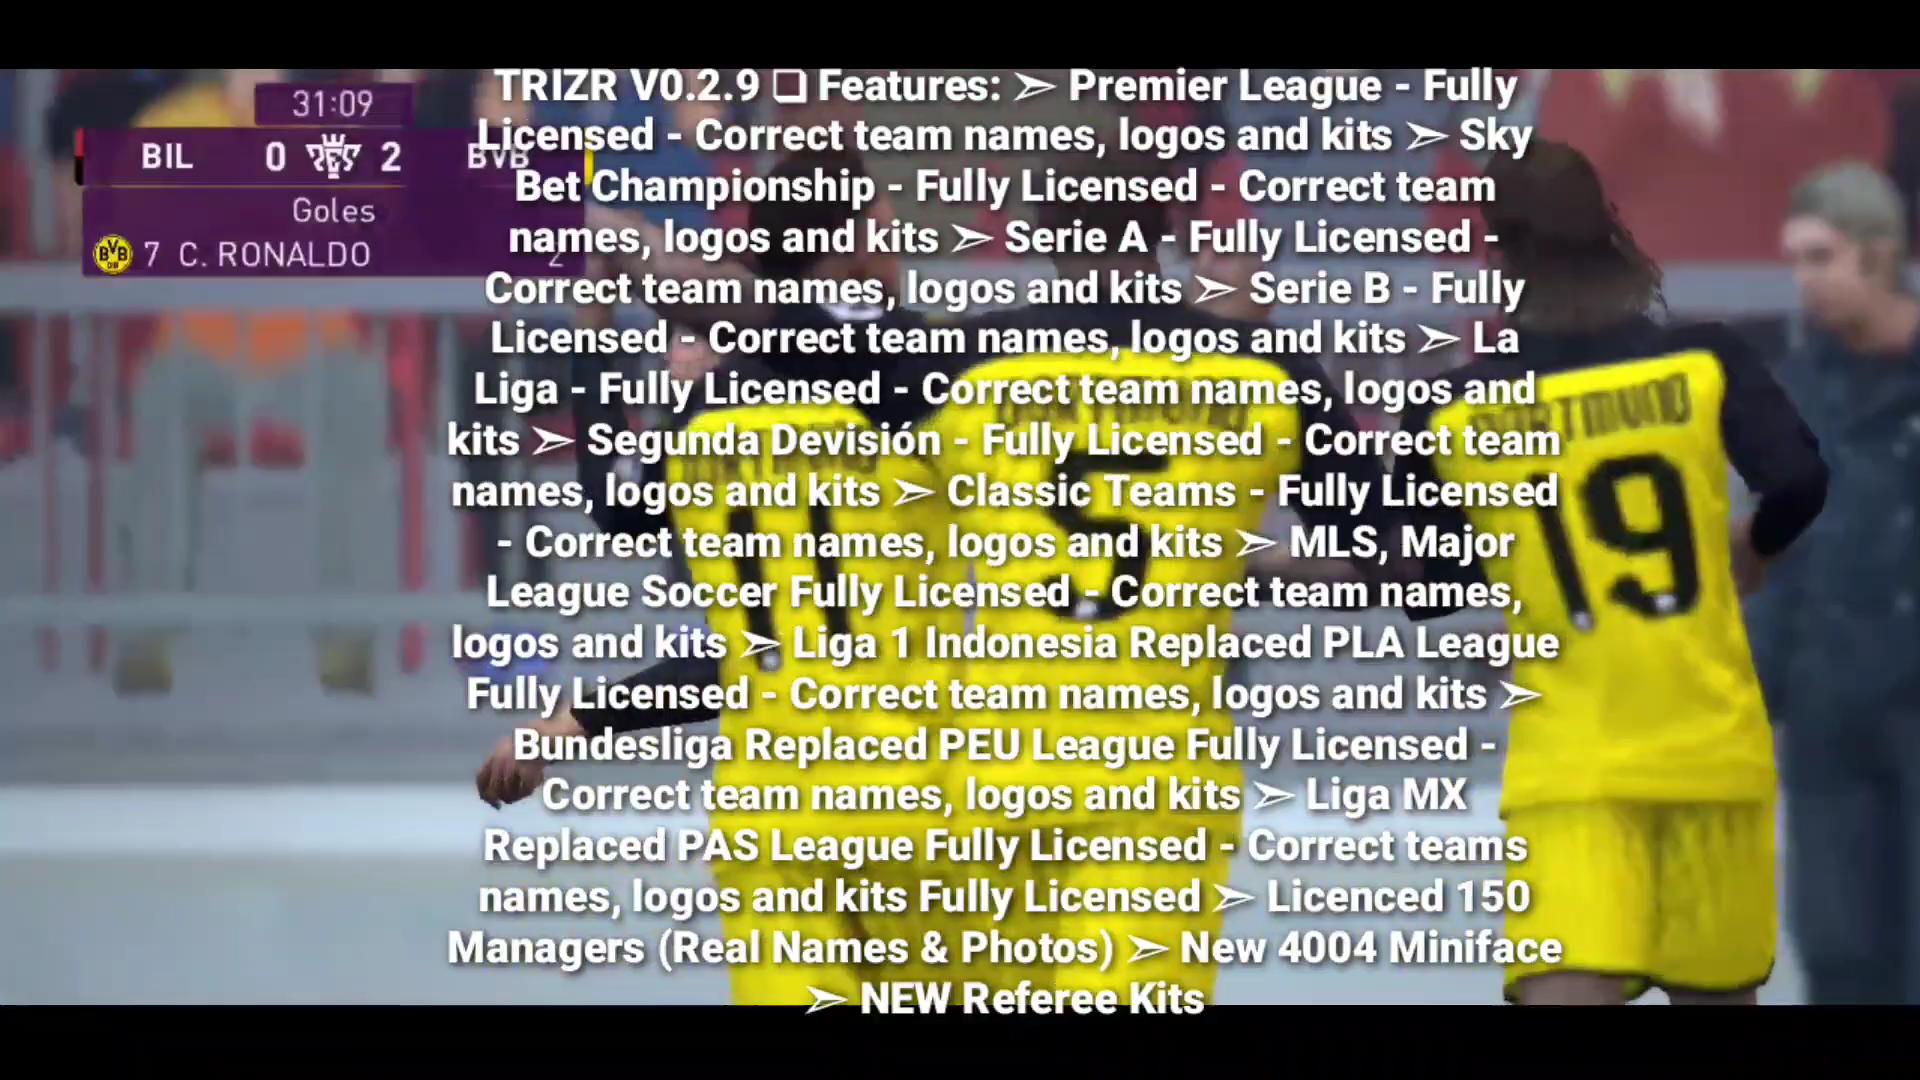 31:09
BIL 0 2 BVB
Goles
7 C. RONALDO 2
TRIZR V0.2.9 ❏ Features: ➢ Premier League - Fully
Licensed - Correct team names, logos and kits ➢ Sky
Bet Championship - Fully Licensed - Correct team
names, logos and kits ➢ Serie A - Fully Licensed -
Correct team names, logos and kits ➢ Serie B - Fully
Licensed - Correct team names, logos and kits ➢ La
Liga - Fully Licensed - Correct team names, logos and
kits ➢ Segunda Devisión - Fully Licensed - Correct team
names, logos and kits ➢ Classic Teams - Fully Licensed
- Correct team names, logos and kits ➢ MLS, Major
League Soccer Fully Licensed - Correct team names,
logos and kits ➢ Liga 1 Indonesia Replaced PLA League
Fully Licensed - Correct team names, logos and kits ➢
Bundesliga Replaced PEU League Fully Licensed -
Correct team names, logos and kits ➢ Liga MX
Replaced PAS League Fully Licensed - Correct teams
names, logos and kits Fully Licensed ➢ Licenced 150
Managers (Real Names & Photos) ➢ New 4004 Miniface
➢ NEW Referee Kits
11
5
DORTMUND
19